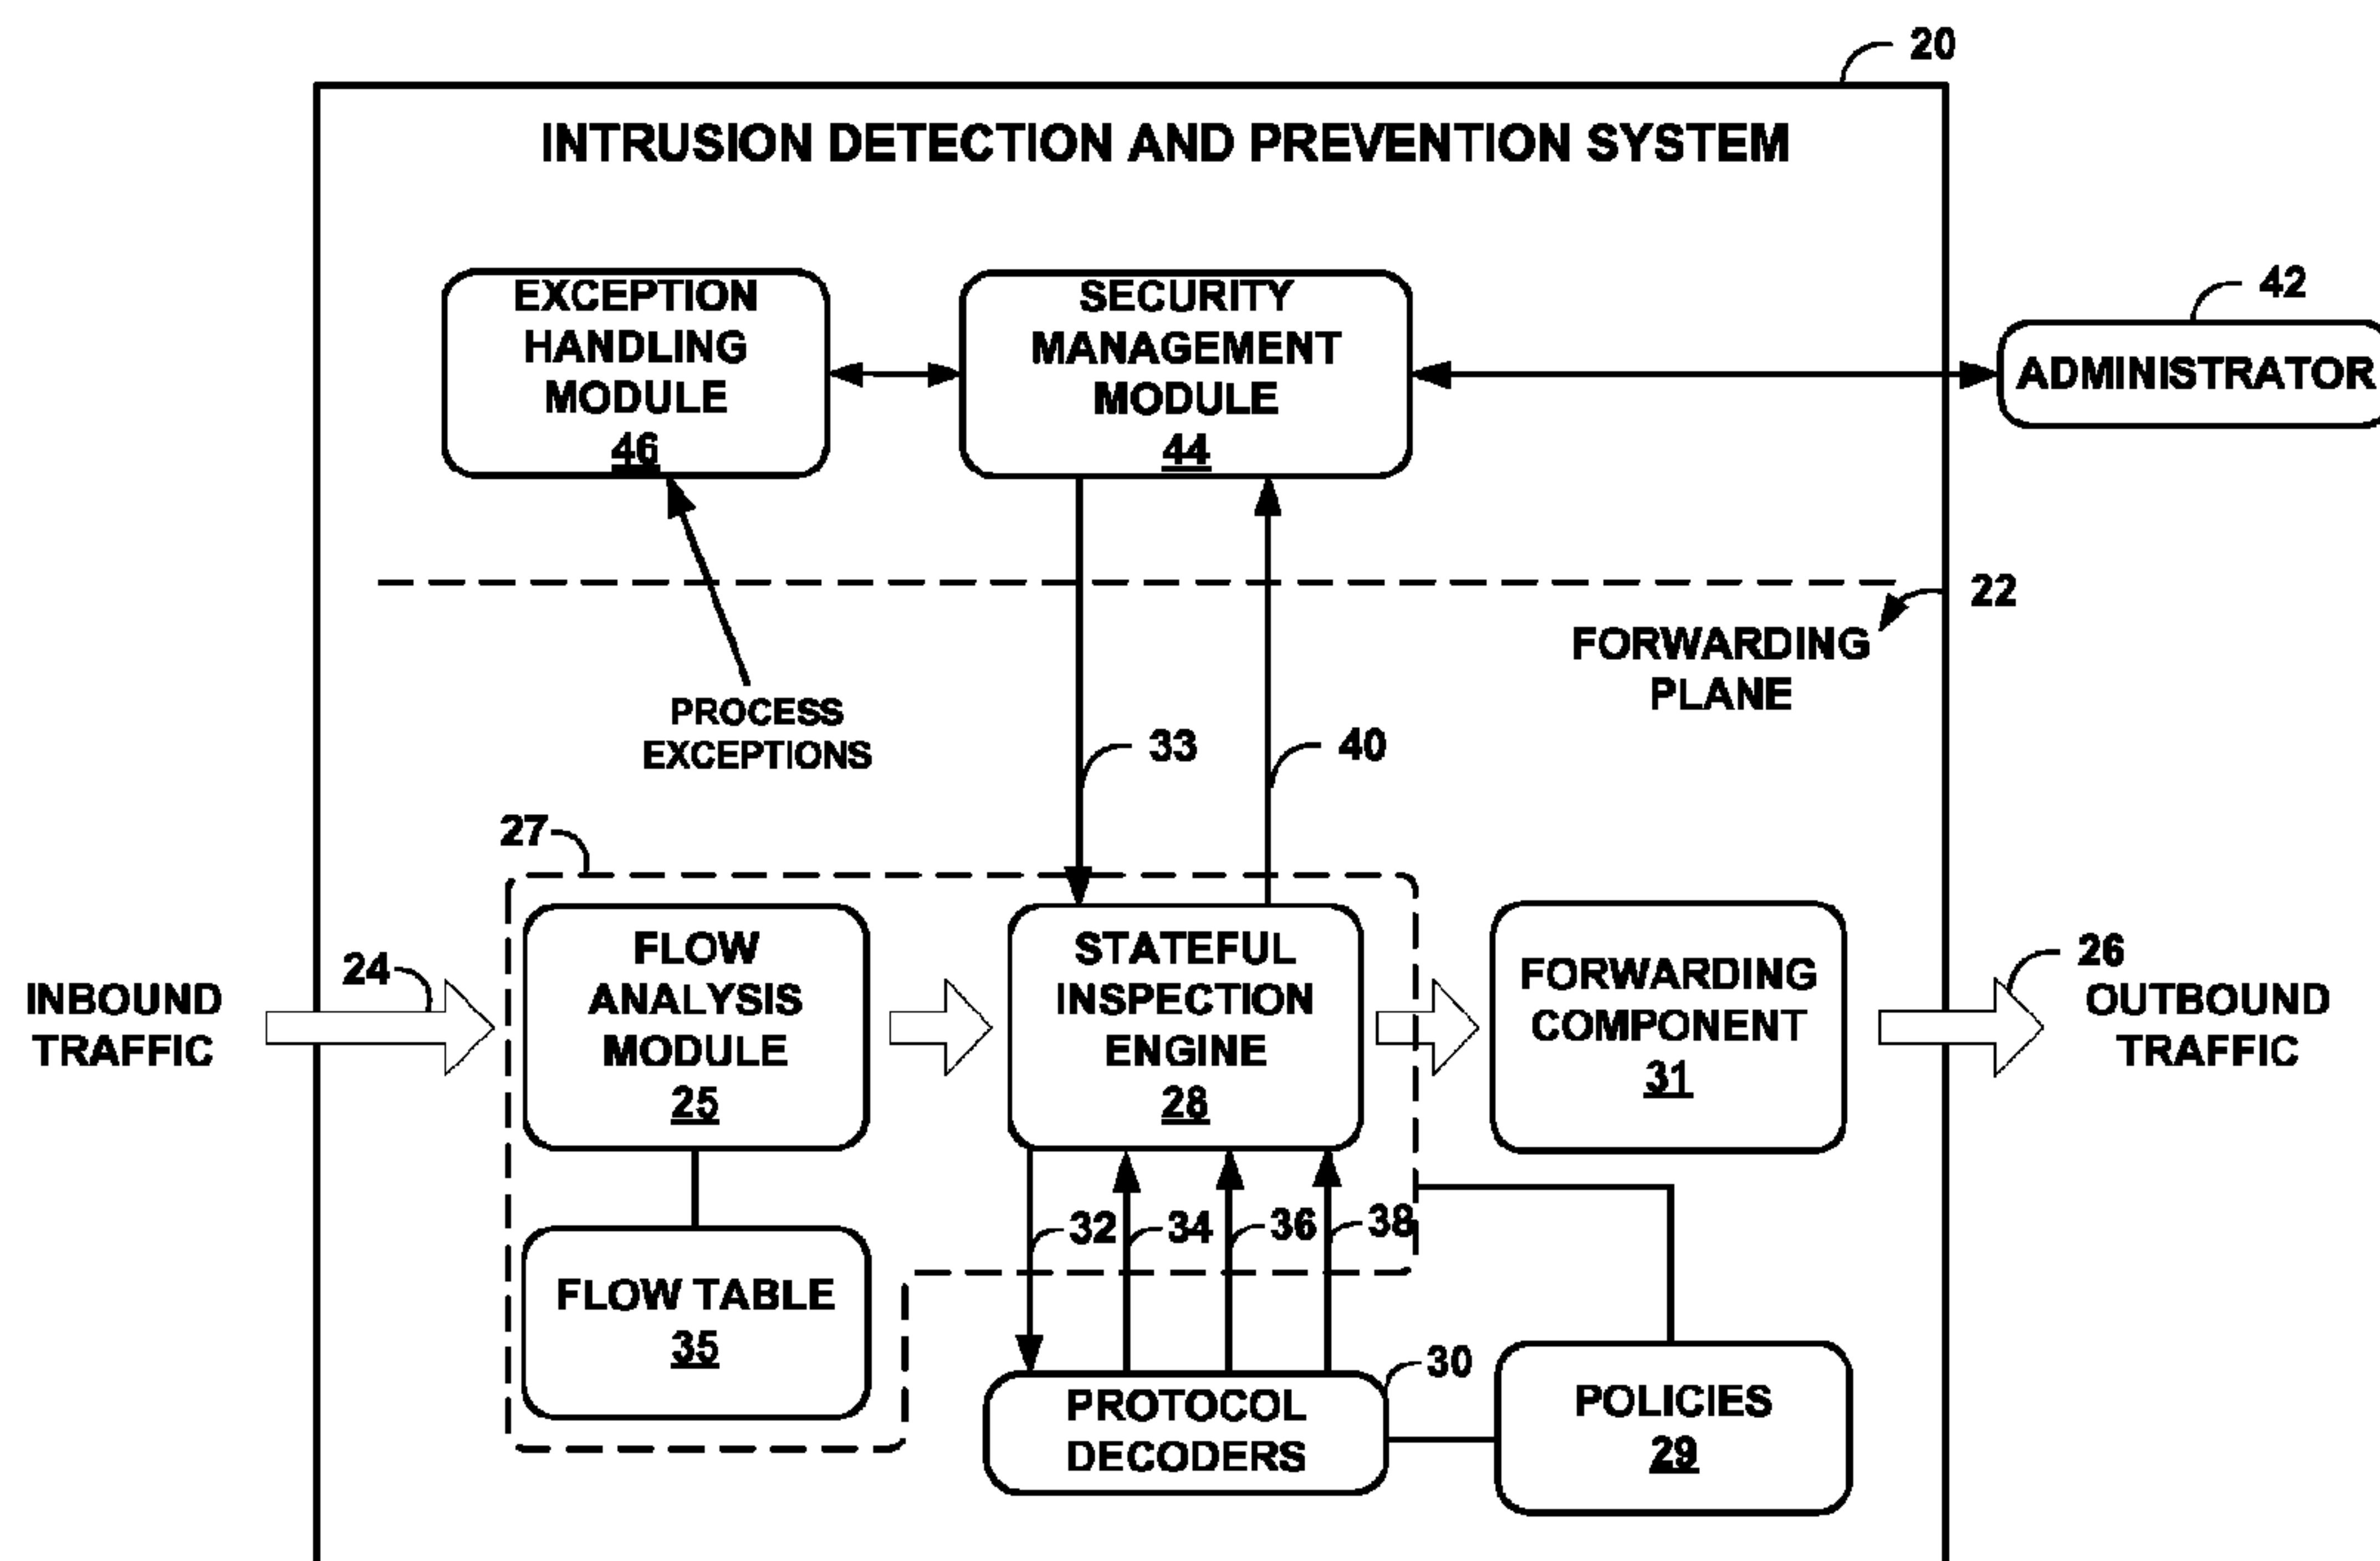 20
INTRUSION DETECTION AND PREVENTION SYSTEM
EXCEPTION
HANDLING
MODULE
46
SECURITY
MANAGEMENT
MODULE
44
42
ADMINISTRATOR
22
FORWARDING
PLANE
PROCESS
EXCEPTIONS
33
40
27
INBOUND
TRAFFIC
24
FLOW
ANALYSIS
MODULE
25
STATEFUL
INSPECTION
ENGINE
28
FORWARDING
COMPONENT
31
26
OUTBOUND
TRAFFIC
32
34
36
38
FLOW TABLE
35
30
PROTOCOL
DECODERS
POLICIES
29